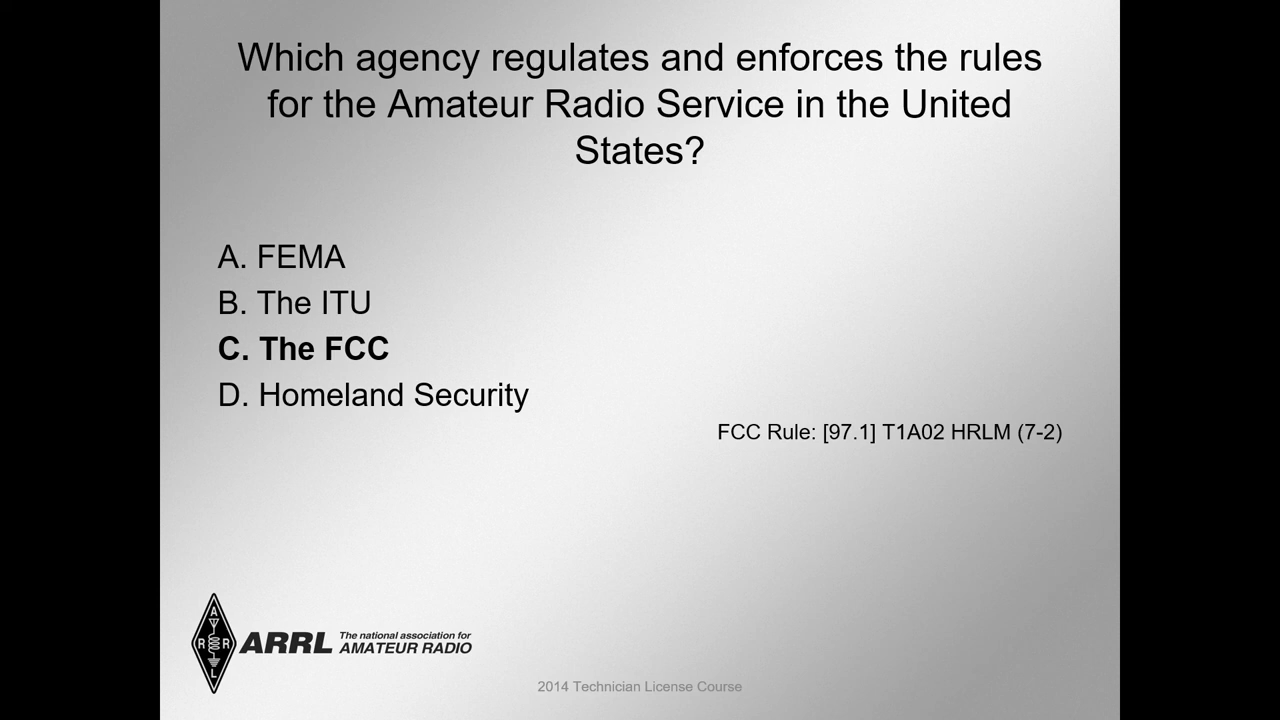 Which agency regulates and enforces the rules
for the Amateur Radio Service in the United
States?
A. FEMA
B. The ITU
C. The FCC
D. Homeland Security
FCC Rule: [97.1] T1A02 HRLM (7-2)
A
R R
L
ARRL The national association for
AMATEUR RADIO
2014 Technician License Course